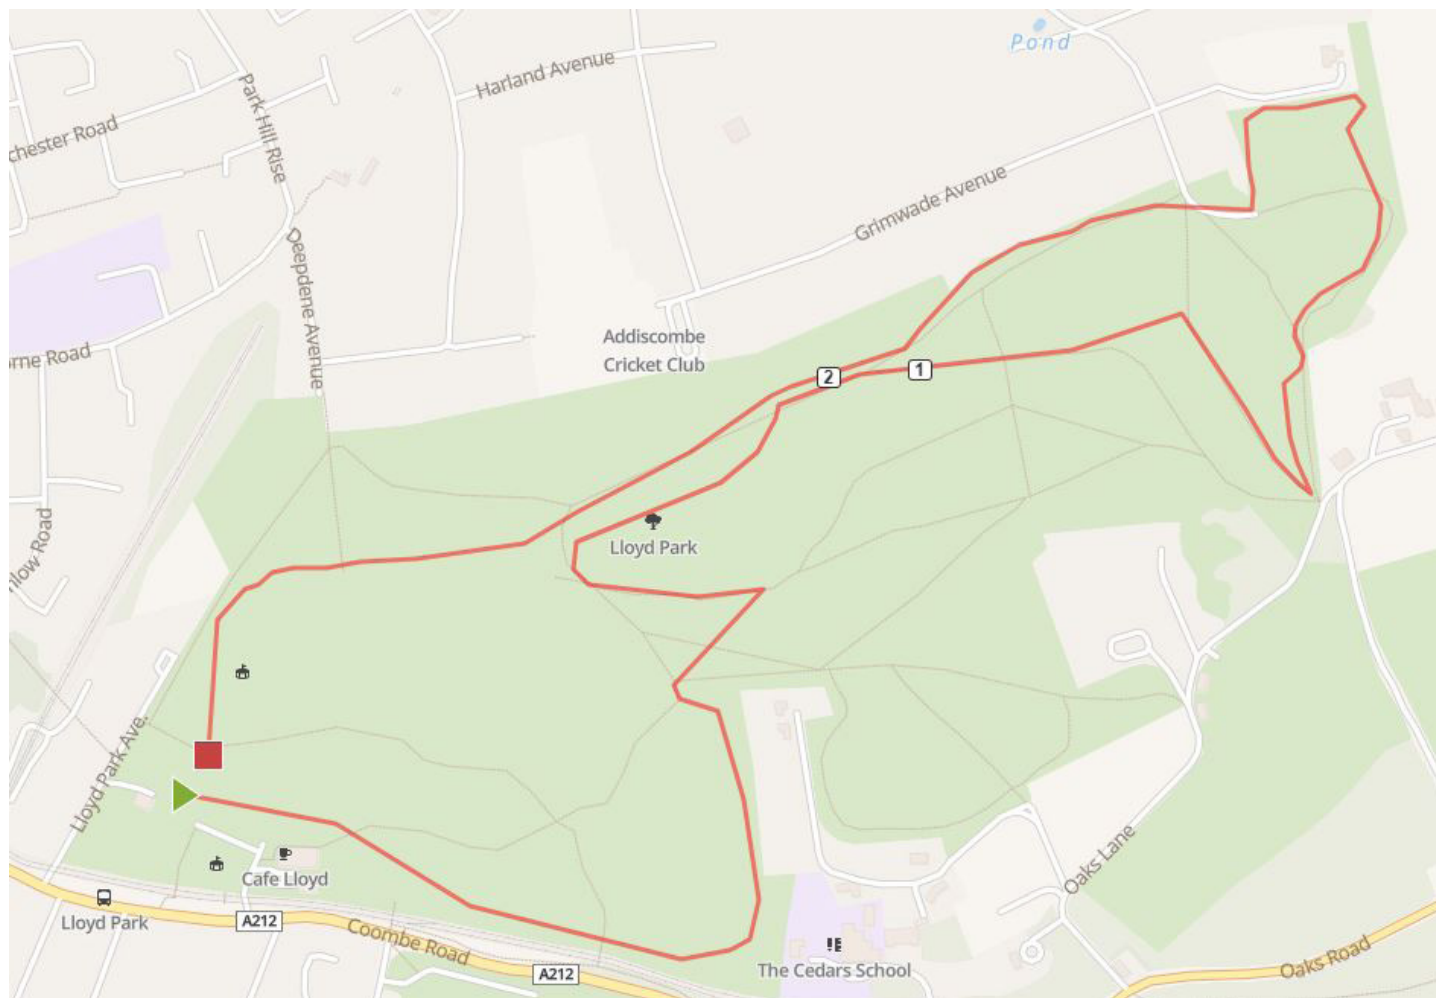 Pond
Harland Avenue
Park Hill Rise
chester Road
Grimwade Avenue
Deepdene Avenue
Addiscombe
Cricket Club
orne Road
2
1
nlow Road
Lloyd Park
Lloyd Park Ave.
Cafe Lloyd
Oaks Lane
Lloyd Park
A212
Coombe Road
A212
The Cedars School
Oaks Road